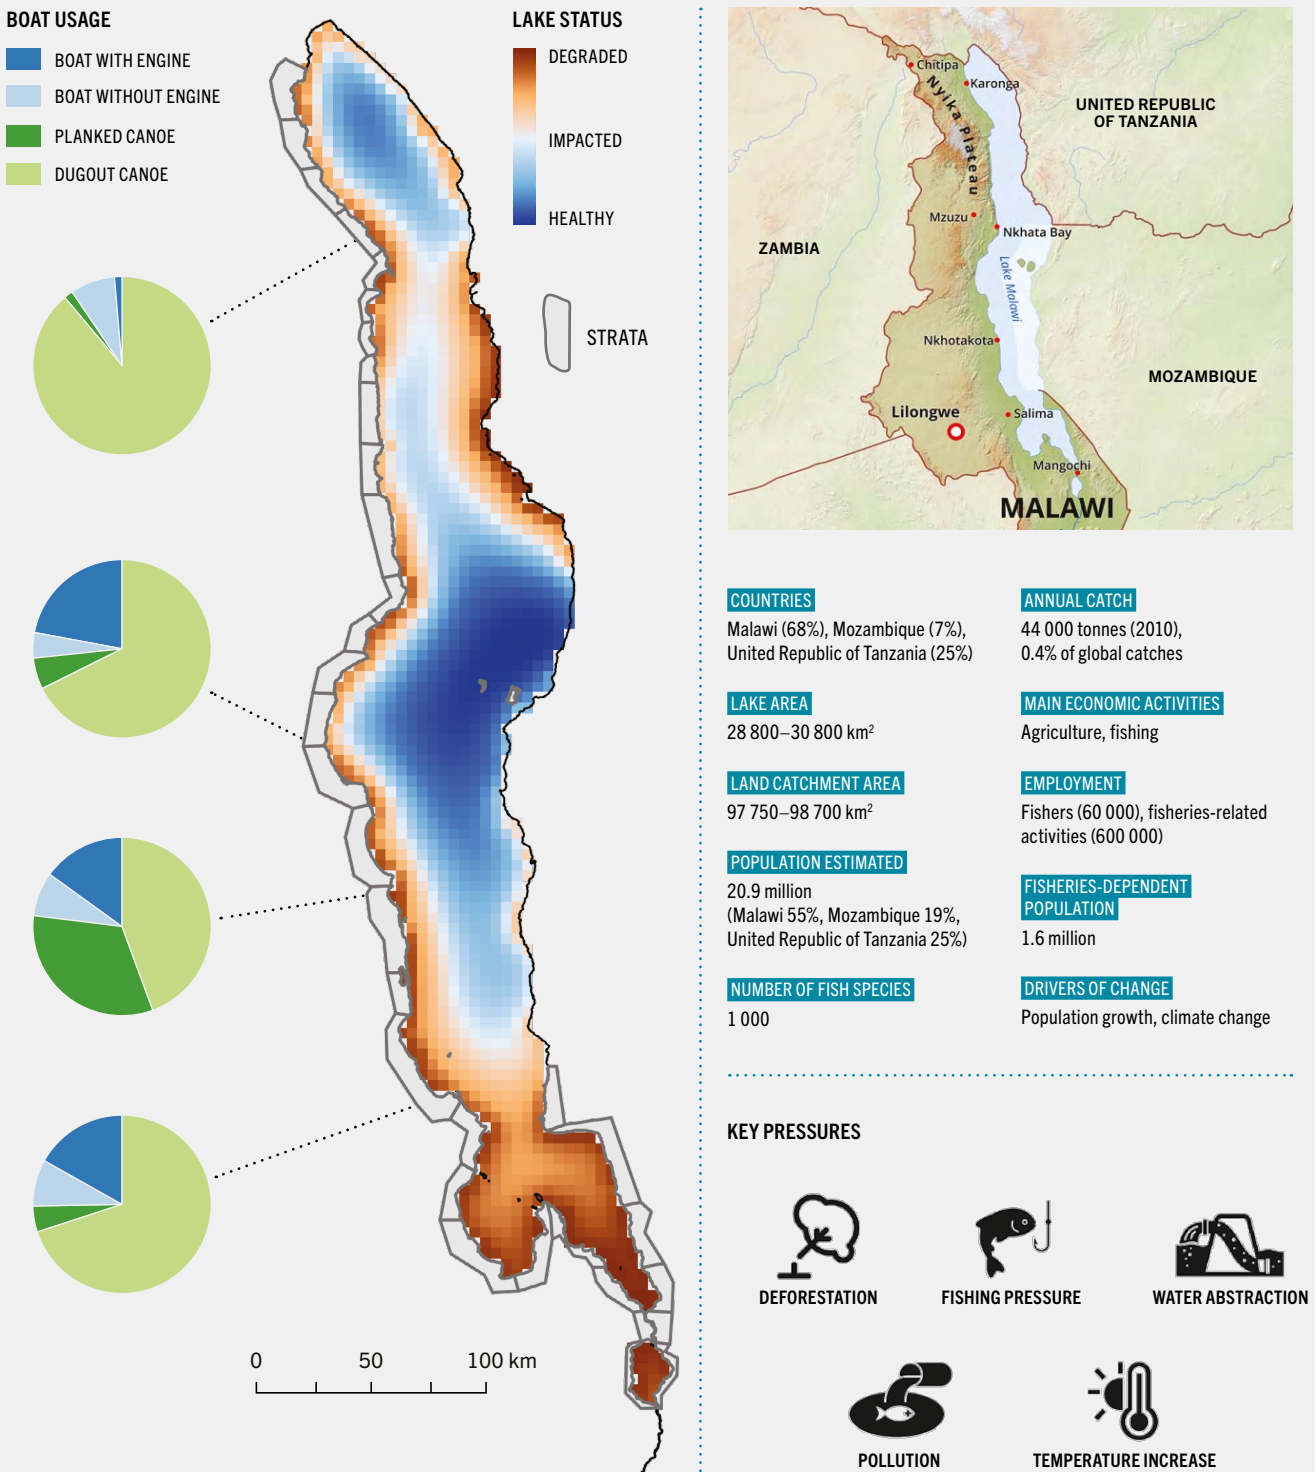 BOAT USAGE
BOAT WITH ENGINE
BOAT WITHOUT ENGINE
PLANKED CANOE
DUGOUT CANOE
LAKE STATUS
DEGRADED
IMPACTED
HEALTHY
STRATA
0 50 100 km
Chitipa
Karonga
Nyika Plateau
UNITED REPUBLIC
OF TANZANIA
Mzuzu
Nkhata Bay
ZAMBIA
Lake Malawi
Nkhotakota
MOZAMBIQUE
Lilongwe
Salima
Mangochi
MALAWI
COUNTRIES
Malawi (68%), Mozambique (7%),
United Republic of Tanzania (25%)
LAKE AREA
28 800–30 800 km²
LAND CATCHMENT AREA
97 750–98 700 km²
POPULATION ESTIMATED
20.9 million
(Malawi 55%, Mozambique 19%,
United Republic of Tanzania 25%)
NUMBER OF FISH SPECIES
1 000
ANNUAL CATCH
44 000 tonnes (2010),
0.4% of global catches
MAIN ECONOMIC ACTIVITIES
Agriculture, fishing
EMPLOYMENT
Fishers (60 000), fisheries-related
activities (600 000)
FISHERIES-DEPENDENT
POPULATION
1.6 million
DRIVERS OF CHANGE
Population growth, climate change
KEY PRESSURES
DEFORESTATION
FISHING PRESSURE
WATER ABSTRACTION
POLLUTION
TEMPERATURE INCREASE